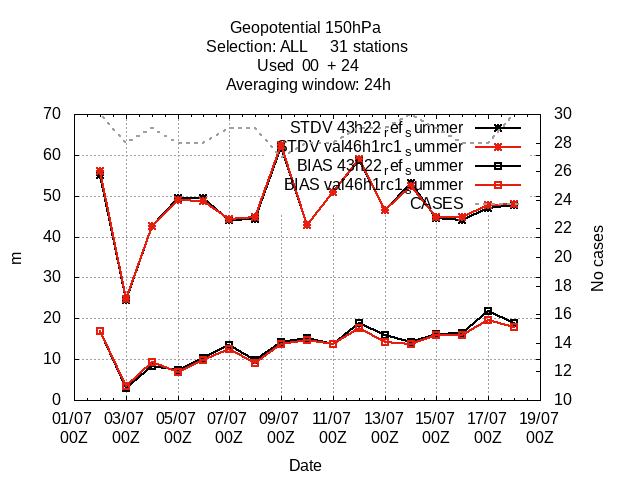 Geopotential 150hPa
Selection: ALL     31 stations
Used  00  + 24
Averaging window: 24h
STDV 43h22_ref_summer
STDV val46h1rc1_summer
BIAS 43h22_ref_summer
BIAS val46h1rc1_summer
CASES
70
60
50
40
30
20
10
0
30
28
26
24
22
20
18
16
14
12
10
m
No cases
01/07 03/07 05/07 07/07 09/07 11/07 13/07 15/07 17/07 19/07
00Z 00Z 00Z 00Z 00Z 00Z 00Z 00Z 00Z 00Z
Date